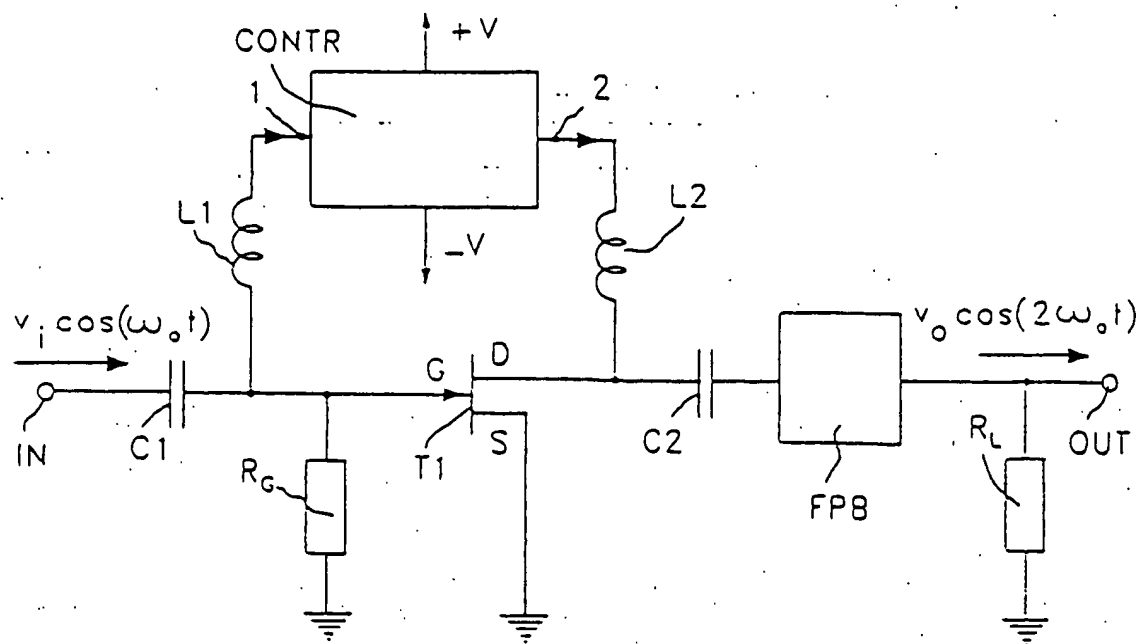 CONTR
+V
1
2
L1
L2
−V
v_i cos(ω_o t)
v_o cos(2ω_o t)
G
D
S
IN
C1
R_G
T1
C2
FPB
R_L
OUT